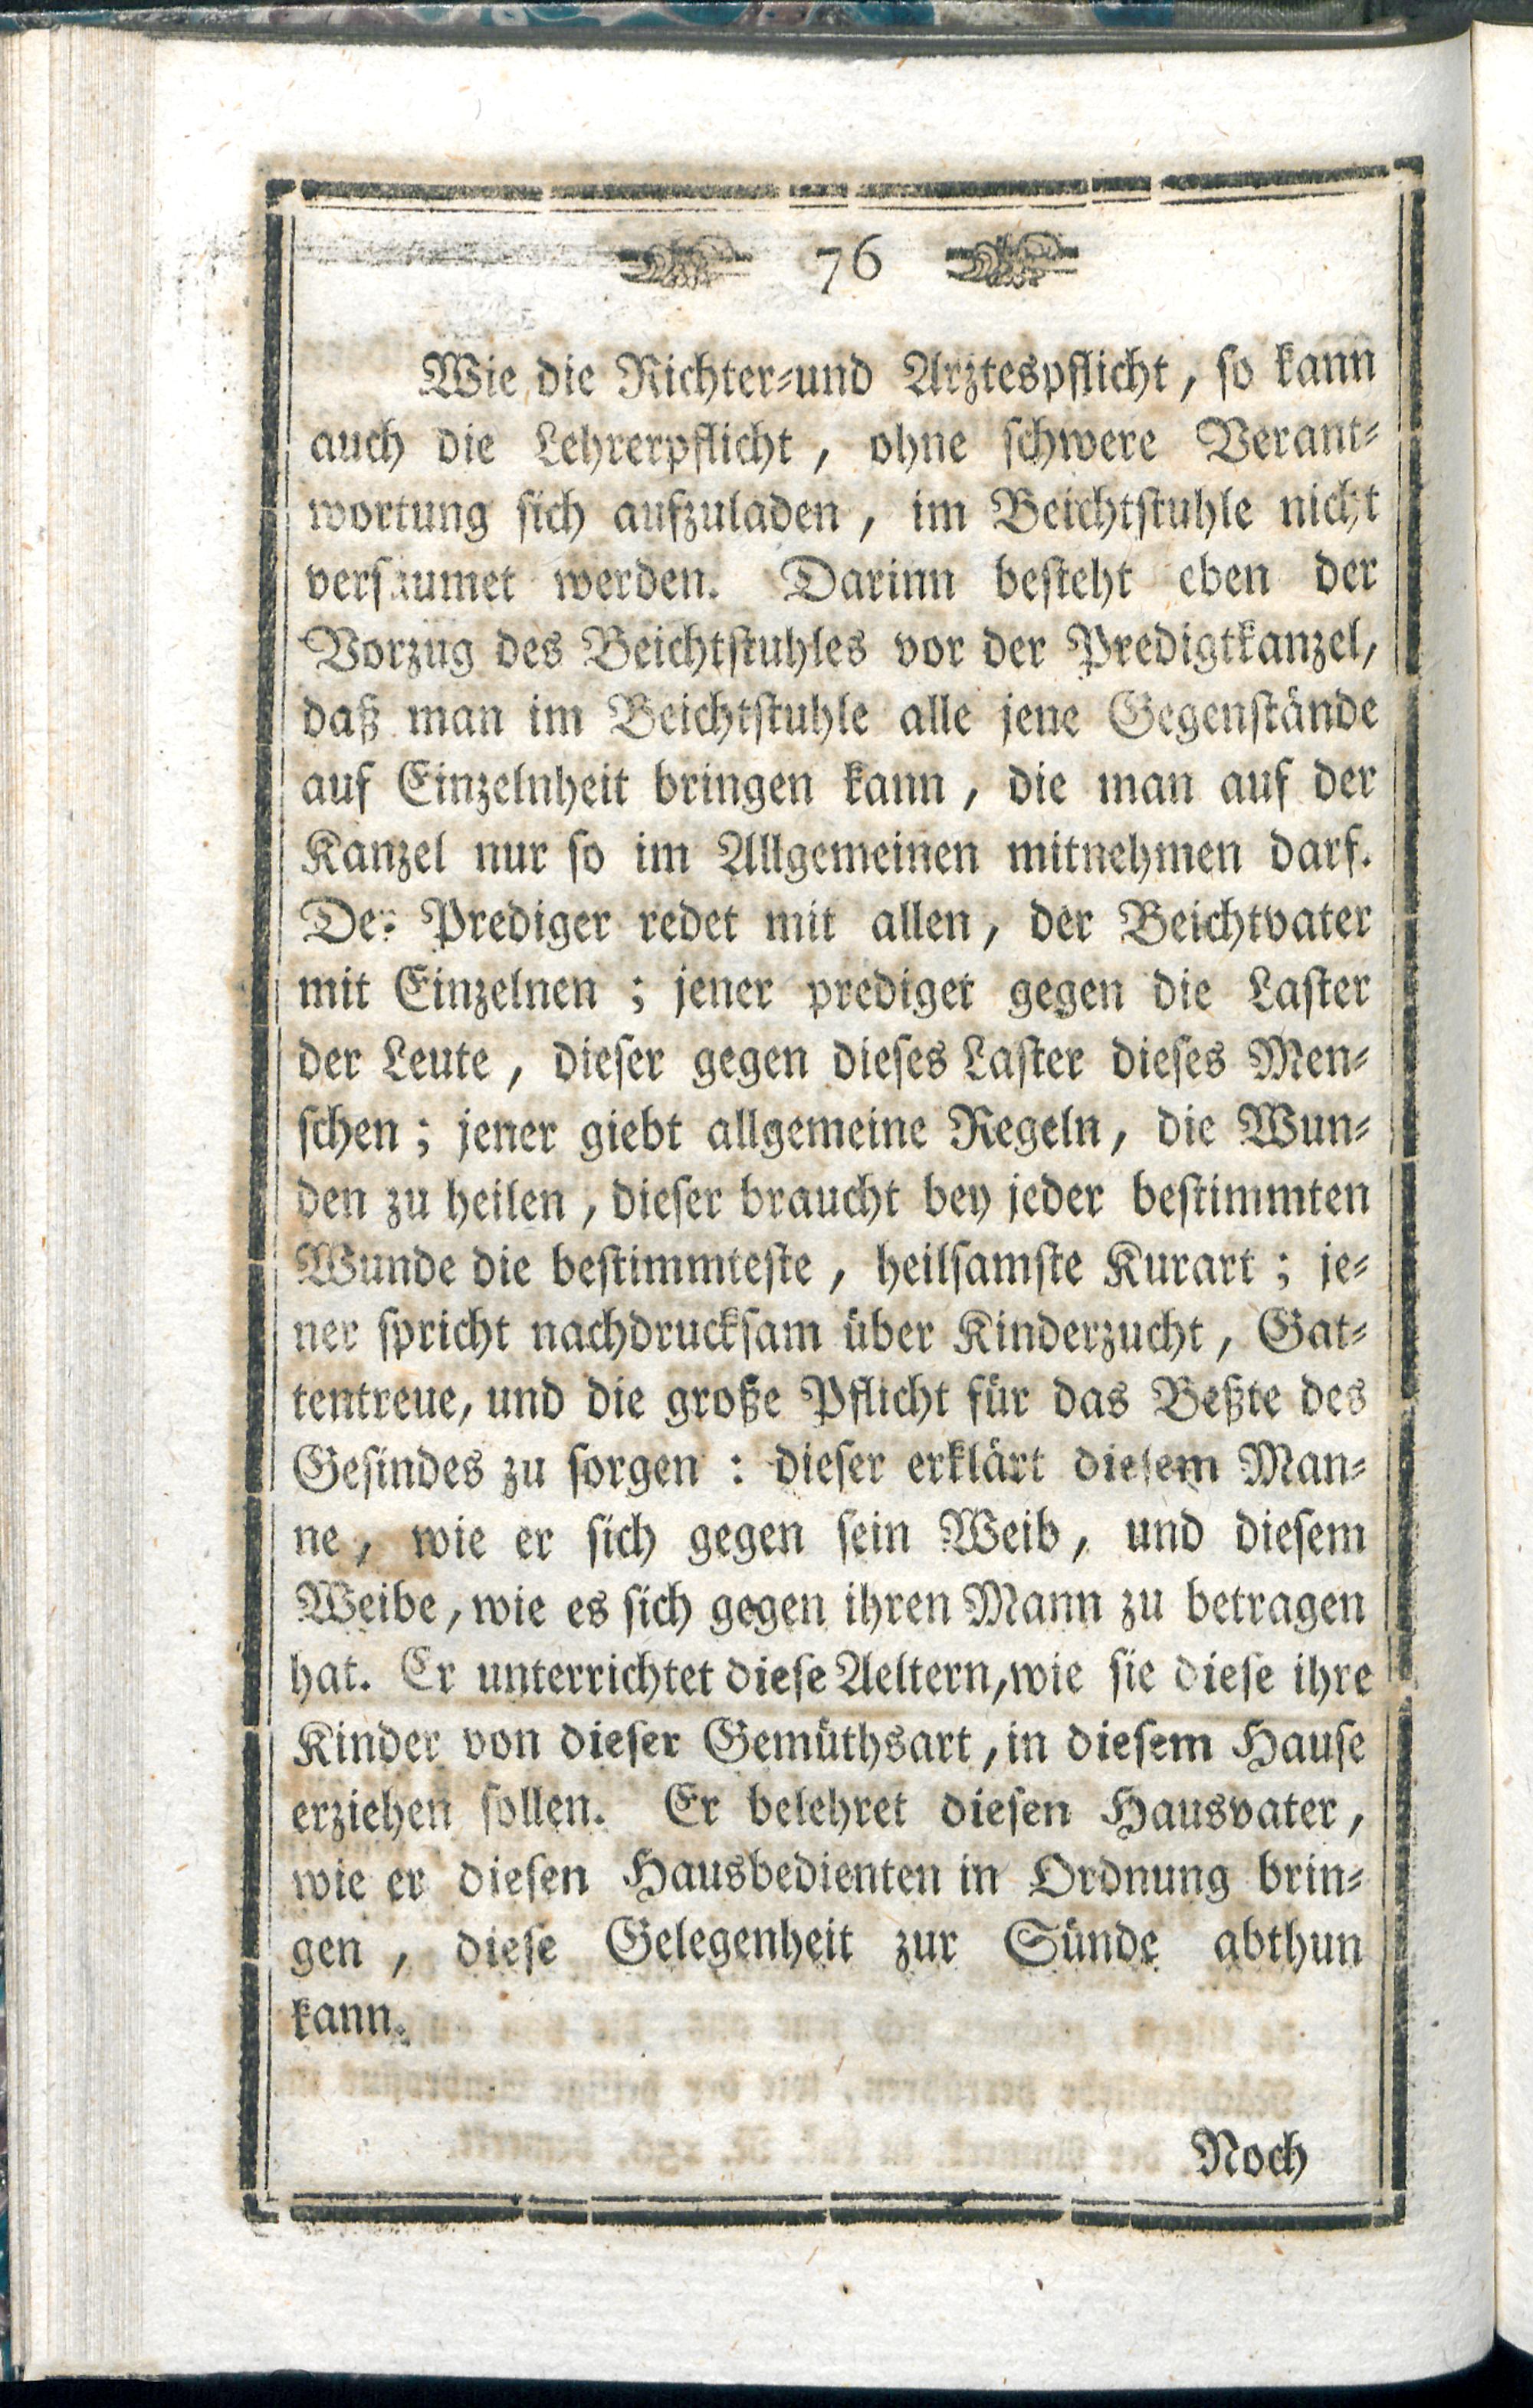 76
Wie die Richter-und Arztespflicht, so kann
auch die Lehrerpflicht, ohne schwere Verant-
wortung sich aufzuladen, im Beichtstuhle nicht
versäumet werden. Darinn besteht eben der
Vorzug des Beichtstuhles vor der Predigtkanzel,
daß man im Beichtstuhle alle jene Gegenstände
auf Einzelnheit bringen kann, die man auf der
Kanzel nur so im Allgemeinen mitnehmen darf.
Der Prediger redet mit allen, der Beichtvater
mit Einzelnen; jener prediget gegen die Laster
der Leute, dieser gegen dieses Laster dieses Men-
schen; jener giebt allgemeine Regeln, die Wun-
den zu heilen, dieser braucht bey jeder bestimmten
Wunde die bestimmteste, heilsamste Kurart; je-
ner spricht nachdrucksam über Kinderzucht, Gat-
tentreue, und die große Pflicht für das Beßte des
Gesindes zu sorgen: dieser erklärt diesem Man-
ne, wie er sich gegen sein Weib, und diesem
Weibe, wie es sich gegen ihren Mann zu betragen
hat. Er unterrichtet diese Aeltern, wie sie diese ihre
Kinder von dieser Gemüthsart, in diesem Hause
erziehen sollen. Er belehret diesen Hausvater,
wie er diesen Hausbedienten in Ordnung brin-
gen, diese Gelegenheit zur Sünde abthun
kann.
Noch